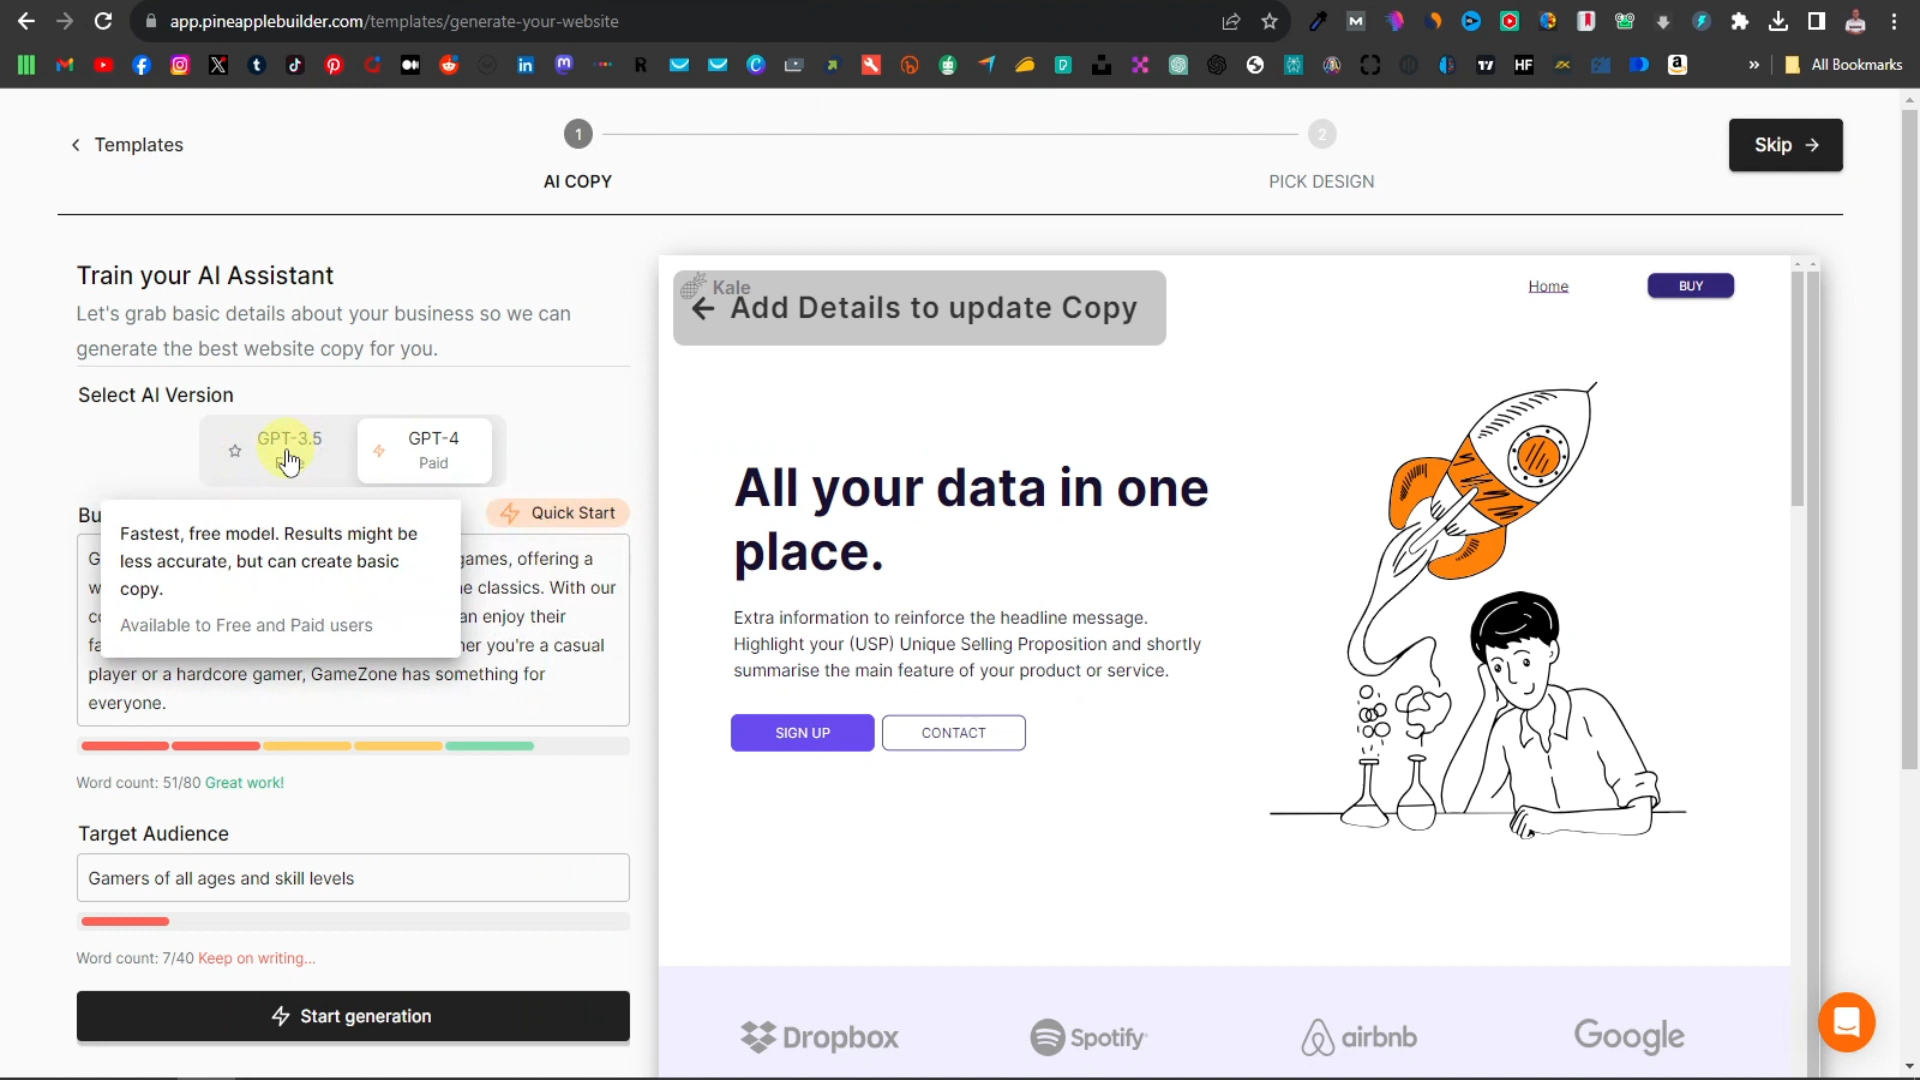 app.pineapplebuilder.com/templates/generate-your-website
All Bookmarks
Templates
1
2
AI COPY
PICK DESIGN
Skip
Train your AI Assistant
Let's grab basic details about your business so we can
generate the best website copy for you.
Select AI Version
GPT-3.5
GPT-4
Paid
Bu
Quick Start
Fastest, free model. Results might be
less accurate, but can create basic
copy.
Available to Free and Paid users
games, offering a
classics. With our
an enjoy their
you're a casual
player or a hardcore gamer, GameZone has something for
everyone.
Word count: 51/80 Great work!
Target Audience
Gamers of all ages and skill levels
Word count: 7/40 Keep on writing...
Start generation
Kale
Add Details to update Copy
Home
BUY
All your data in one
place.
Extra information to reinforce the headline message.
Highlight your (USP) Unique Selling Proposition and shortly
summarise the main feature of your product or service.
SIGN UP
CONTACT
Dropbox
Spotify
airbnb
Google